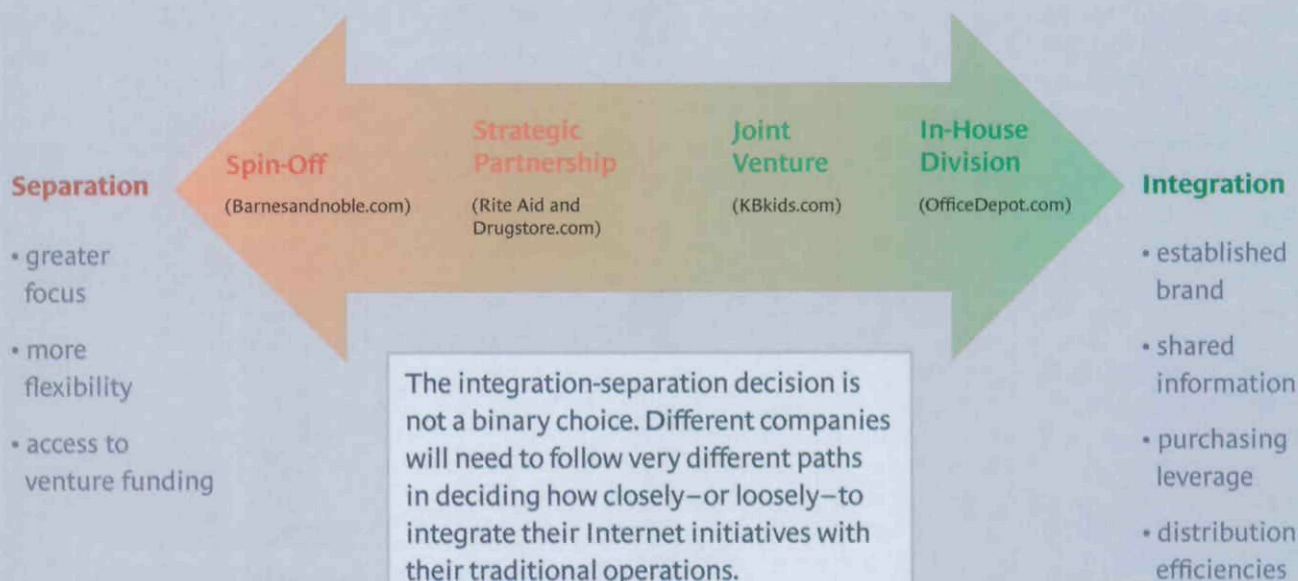 Separation
• greater
focus
• more
flexibility
• access to
venture funding
Spin-Off
(Barnesandnoble.com)
Strategic
Partnership
(Rite Aid and
Drugstore.com)
Joint
Venture
(KBkids.com)
In-House
Division
(OfficeDepot.com)
Integration
• established
brand
• shared
information
• purchasing
leverage
• distribution
efficiencies
The integration-separation decision is
not a binary choice. Different companies
will need to follow very different paths
in deciding how closely–or loosely–to
integrate their Internet initiatives with
their traditional operations.